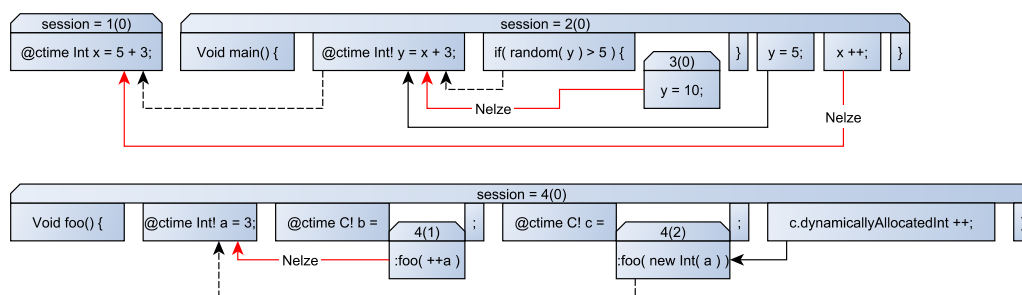 session = 1(0)
session = 2(0)
@ctime Int x = 5 + 3;
Void main() {
@ctime Int! y = x + 3;
if( random( y ) > 5 ) {
3(0)
y = 10;
}
y = 5;
x ++;
}
Nelze
Nelze
session = 4(0)
Void foo() {
@ctime Int! a = 3;
@ctime C! b =
4(1)
:foo( ++a )
;
@ctime C! c =
4(2)
:foo( new Int( a ) )
;
c.dynamicallyAllocatedInt ++;
Nelze